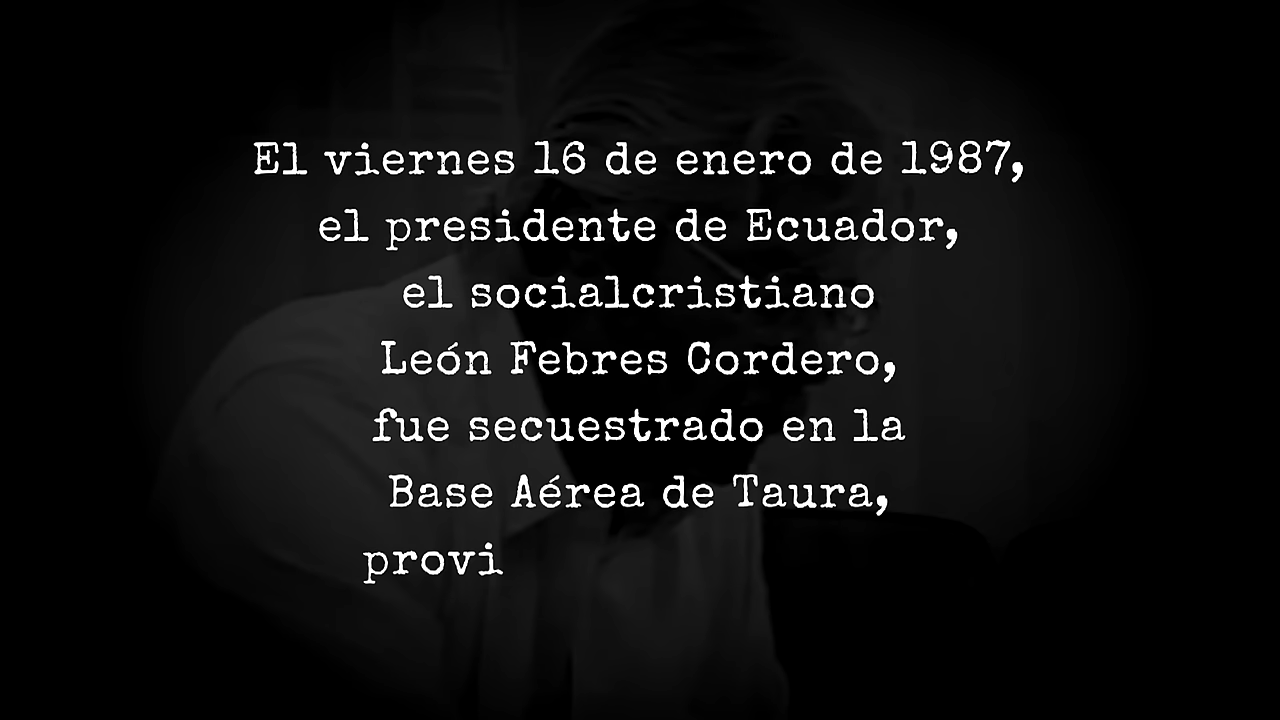 El viernes 16 de enero de 1987,
el presidente de Ecuador,
el socialcristiano
León Febres Cordero,
fue secuestrado en la
Base Aérea de Taura,
provi